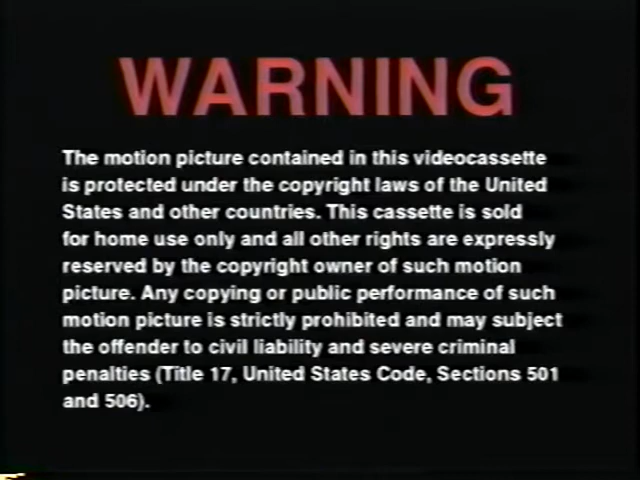 WARNING
The motion picture contained in this videocassette
is protected under the copyright laws of the United
States and other countries. This cassette is sold
for home use only and all other rights are expressly
reserved by the copyright owner of such motion
picture. Any copying or public performance of such
motion picture is strictly prohibited and may subject
the offender to civil liability and severe criminal
penalties (Title 17, United States Code, Sections 501
and 506).